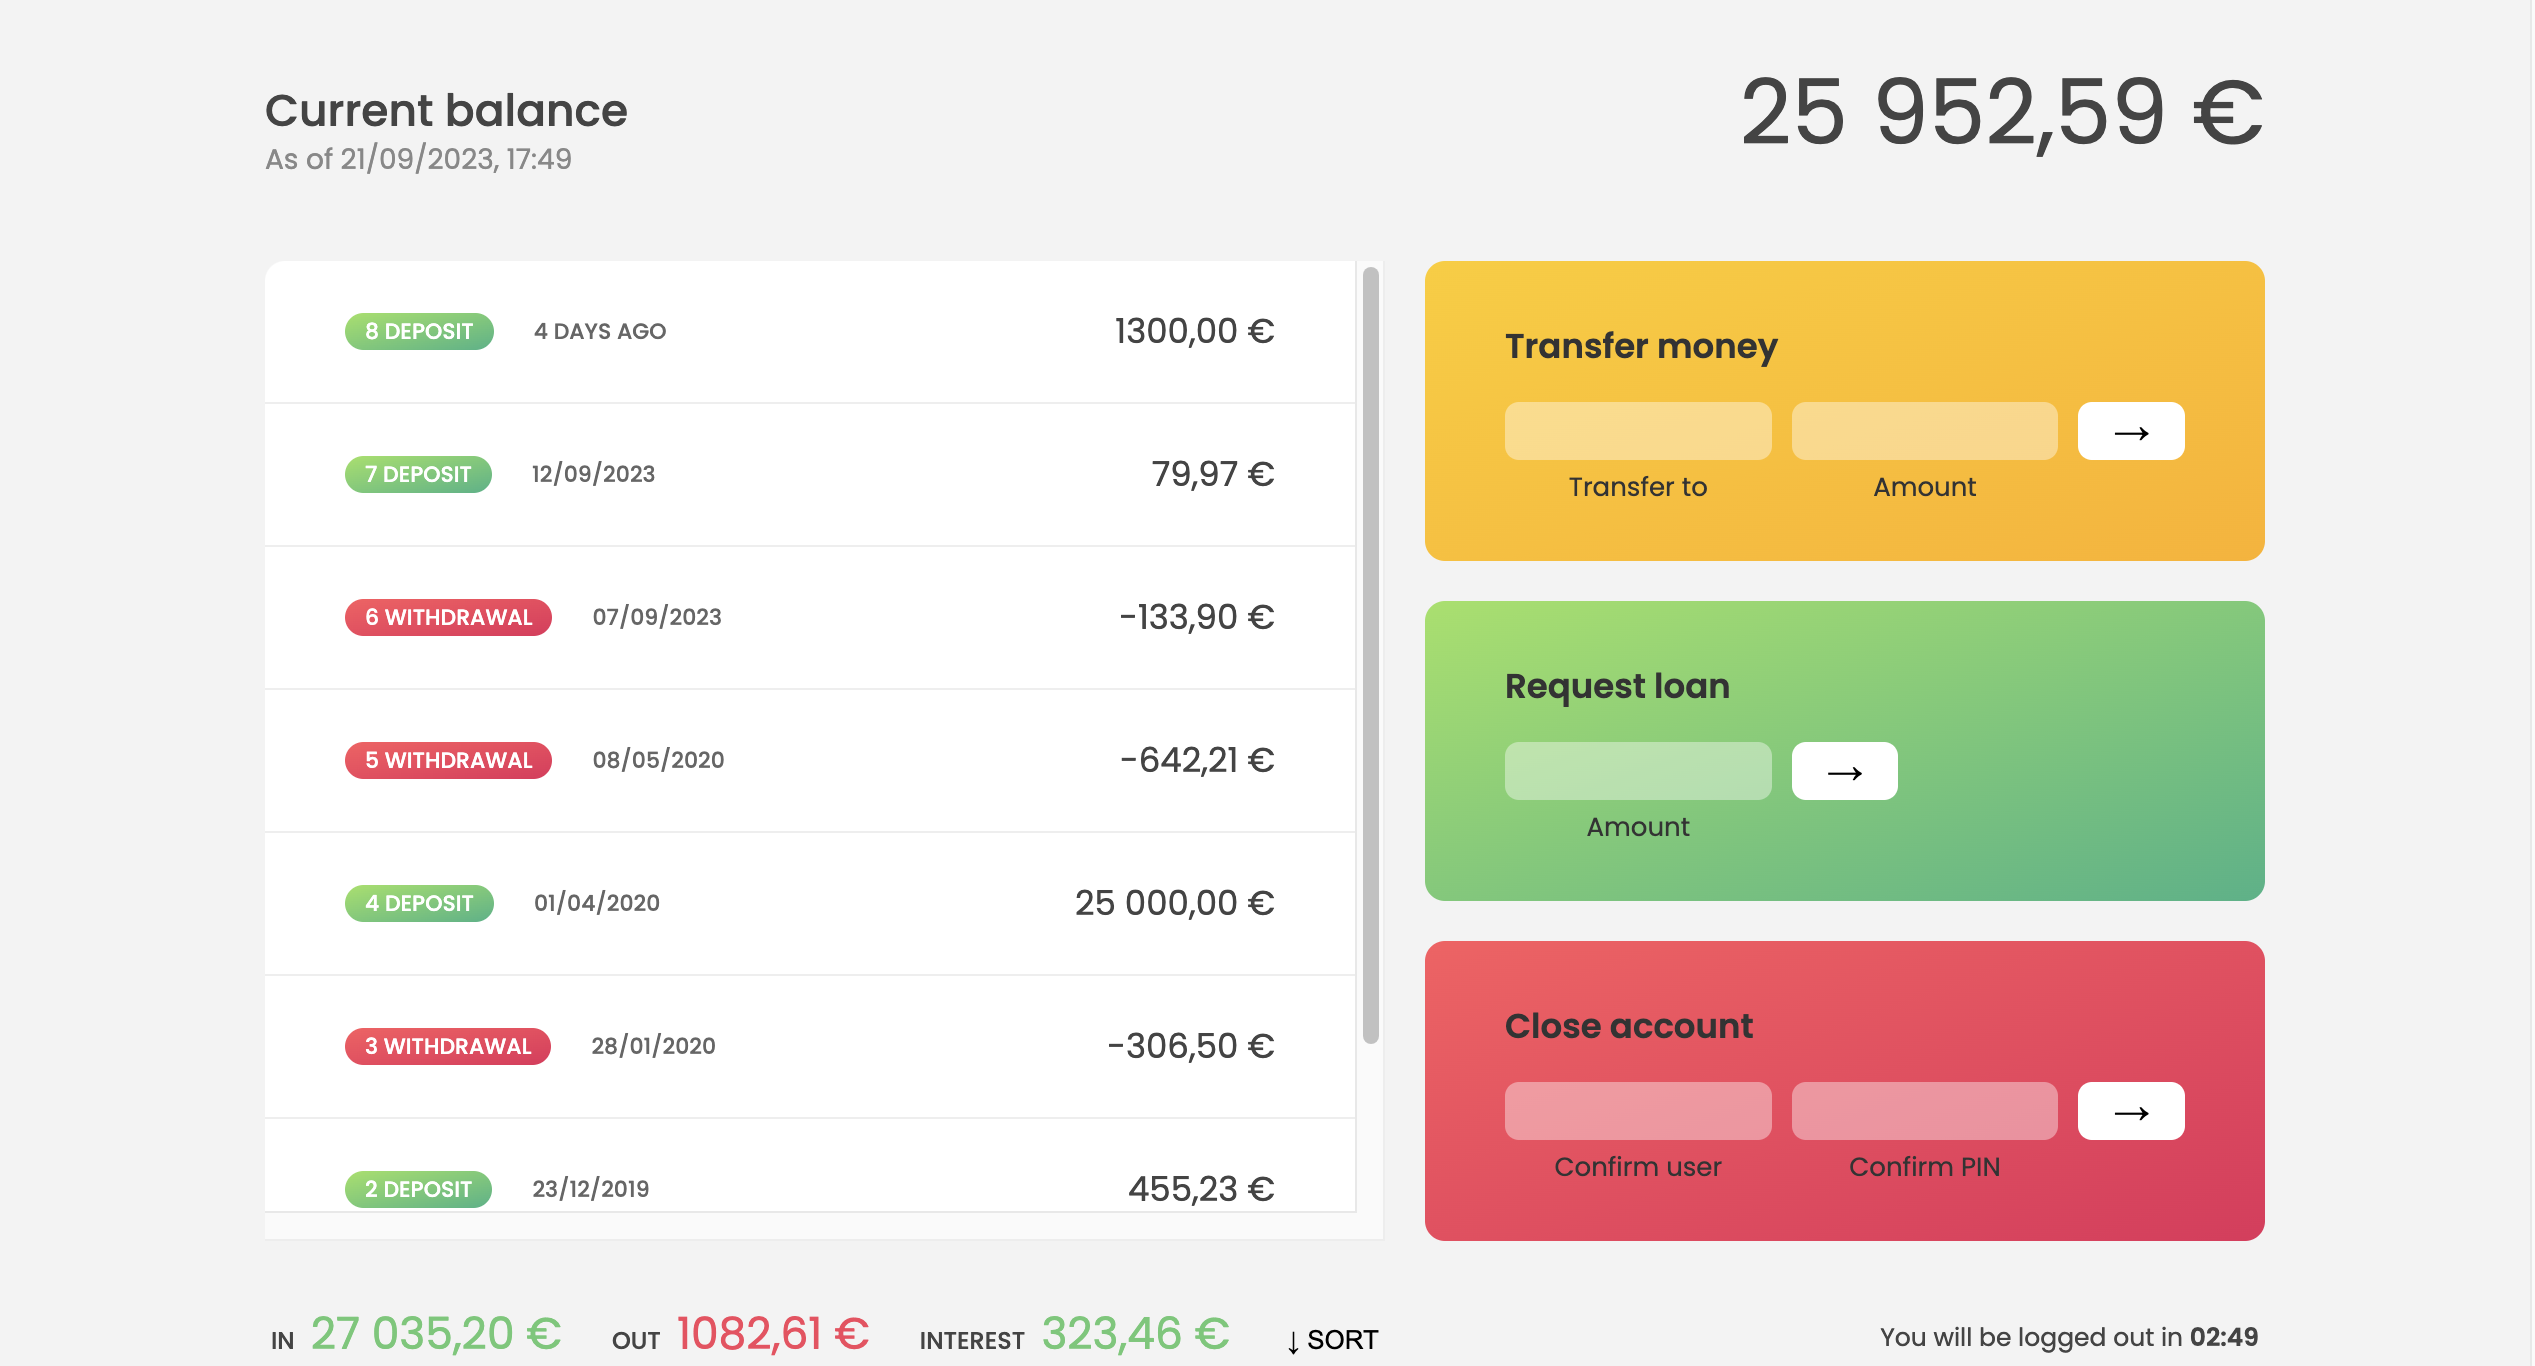 Current balance
As of 21/09/2023, 17:49
25 952,59 €
8 DEPOSIT 4 DAYS AGO 1300,00 €
7 DEPOSIT 12/09/2023 79,97 €
6 WITHDRAWAL 07/09/2023 -133,90 €
5 WITHDRAWAL 08/05/2020 -642,21 €
4 DEPOSIT 01/04/2020 25 000,00 €
3 WITHDRAWAL 28/01/2020 -306,50 €
2 DEPOSIT 23/12/2019 455,23 €
Transfer money
→
Transfer to Amount
Request loan
→
Amount
Close account
→
Confirm user Confirm PIN
IN 27 035,20 € OUT 1082,61 € INTEREST 323,46 € ↓ SORT
You will be logged out in 02:49